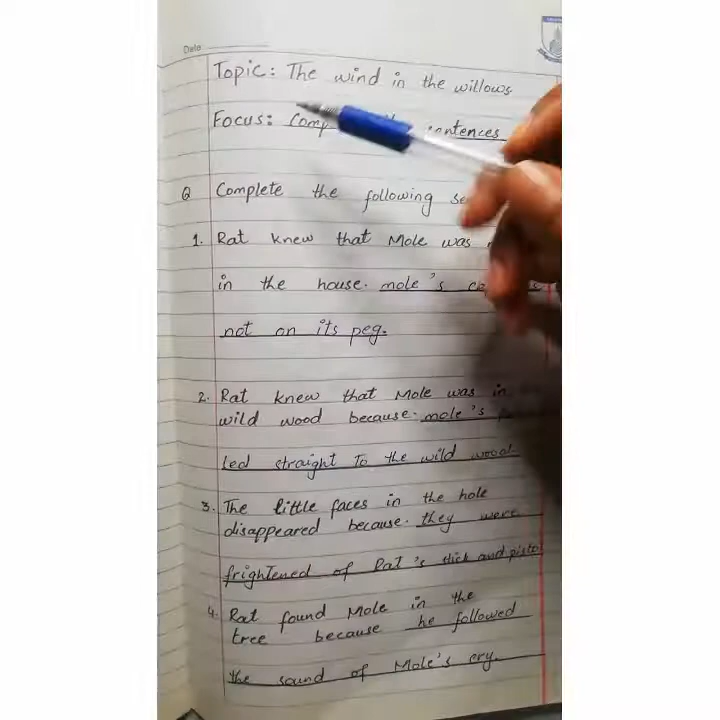 Date
Topic: The wind in the willows
Focus: sentences
Q Complete the following
1. Rat knew that Mole was
in the house. mole's
not on its peg.
2. Rat knew that Mole was in
wild wood because. mole's
led straight to the wild wood.
3. The little faces in the hole
disappeared because. they were
frightened of Rat's thick and pistol
4. Rat found Mole in the
tree because he followed
the sound of Mole's cry.